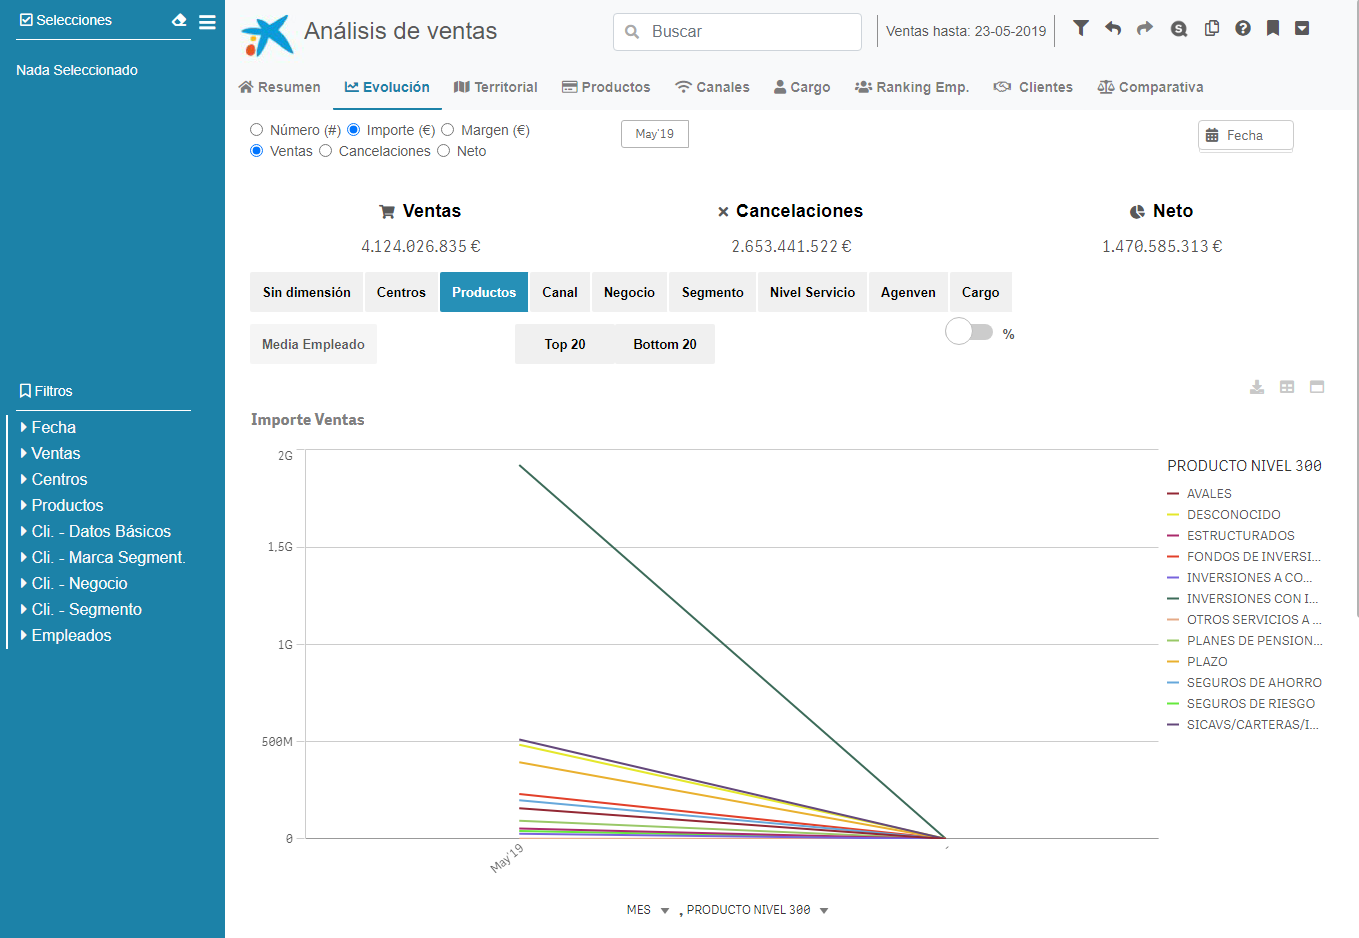 Selecciones
Nada Seleccionado
Filtros
Fecha
Ventas
Centros
Productos
Cli. - Datos Básicos
Cli. - Marca Segment.
Cli. - Negocio
Cli. - Segmento
Empleados
Análisis de ventas
Buscar
Ventas hasta: 23-05-2019
Resumen Evolución Territorial Productos Canales Cargo Ranking Emp. Clientes Comparativa
Número (#) Importe (€) Margen (€)
Ventas Cancelaciones Neto
May'19
Fecha
Ventas Cancelaciones Neto
4.124.026.835 € 2.653.441.522 € 1.470.585.313 €
Sin dimensión Centros Productos Canal Negocio Segmento Nivel Servicio Agenven Cargo
Media Empleado Top 20 Bottom 20 %
Importe Ventas
2G
1,5G
1G
500M
0
May'19
-
MES , PRODUCTO NIVEL 300
PRODUCTO NIVEL 300
AVALES
DESCONOCIDO
ESTRUCTURADOS
FONDOS DE INVERSI...
INVERSIONES A CO...
INVERSIONES CON I...
OTROS SERVICIOS A ...
PLANES DE PENSION...
PLAZO
SEGUROS DE AHORRO
SEGUROS DE RIESGO
SICAVS/CARTERAS/I...